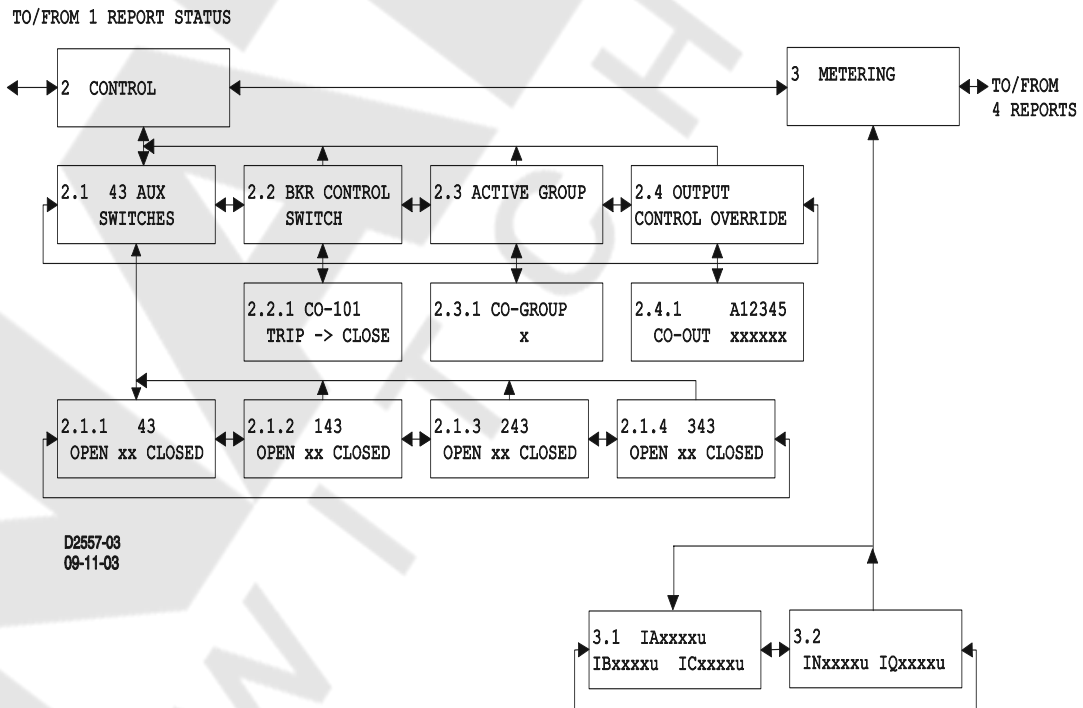 TO/FROM 1 REPORT STATUS
2 CONTROL
3 METERING
TO/FROM
4 REPORTS
2.1 43 AUX
SWITCHES
2.2 BKR CONTROL
SWITCH
2.3 ACTIVE GROUP
2.4 OUTPUT
CONTROL OVERRIDE
2.2.1 CO-101
TRIP -> CLOSE
2.3.1 CO-GROUP
x
2.4.1 A12345
CO-OUT xxxxxx
2.1.1 43
OPEN xx CLOSED
2.1.2 143
OPEN xx CLOSED
2.1.3 243
OPEN xx CLOSED
2.1.4 343
OPEN xx CLOSED
D2557-03
09-11-03
3.1 IAxxxxu
IBxxxxu ICxxxxu
3.2
INxxxxu IQxxxxu